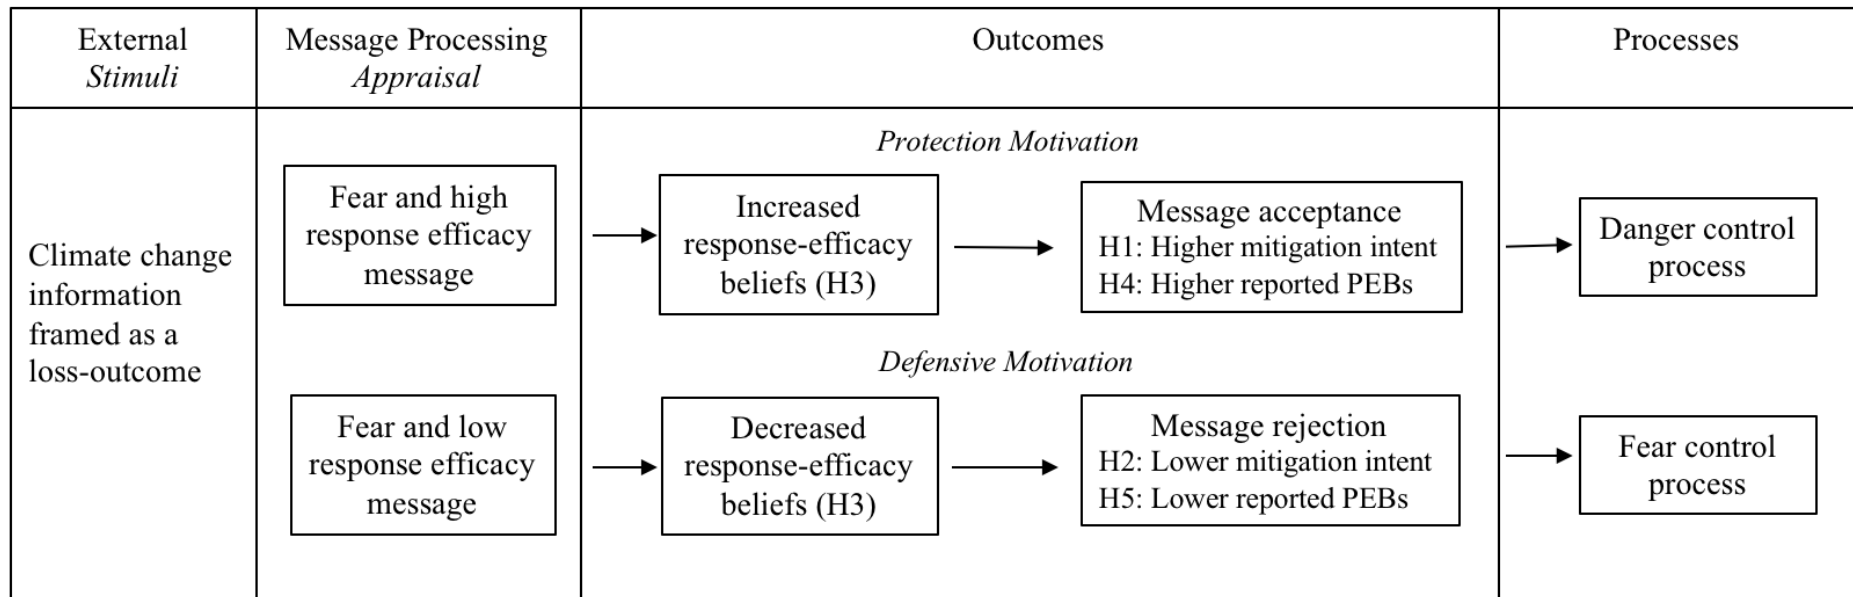 External
Stimuli
Message Processing
Appraisal
Outcomes
Processes
Climate change
information
framed as a
loss-outcome
Protection Motivation
Fear and high
response efficacy
message
Increased
response-efficacy
beliefs (H3)
Message acceptance
H1: Higher mitigation intent
H4: Higher reported PEBs
Danger control
process
Defensive Motivation
Fear and low
response efficacy
message
Decreased
response-efficacy
beliefs (H3)
Message rejection
H2: Lower mitigation intent
H5: Lower reported PEBs
Fear control
process